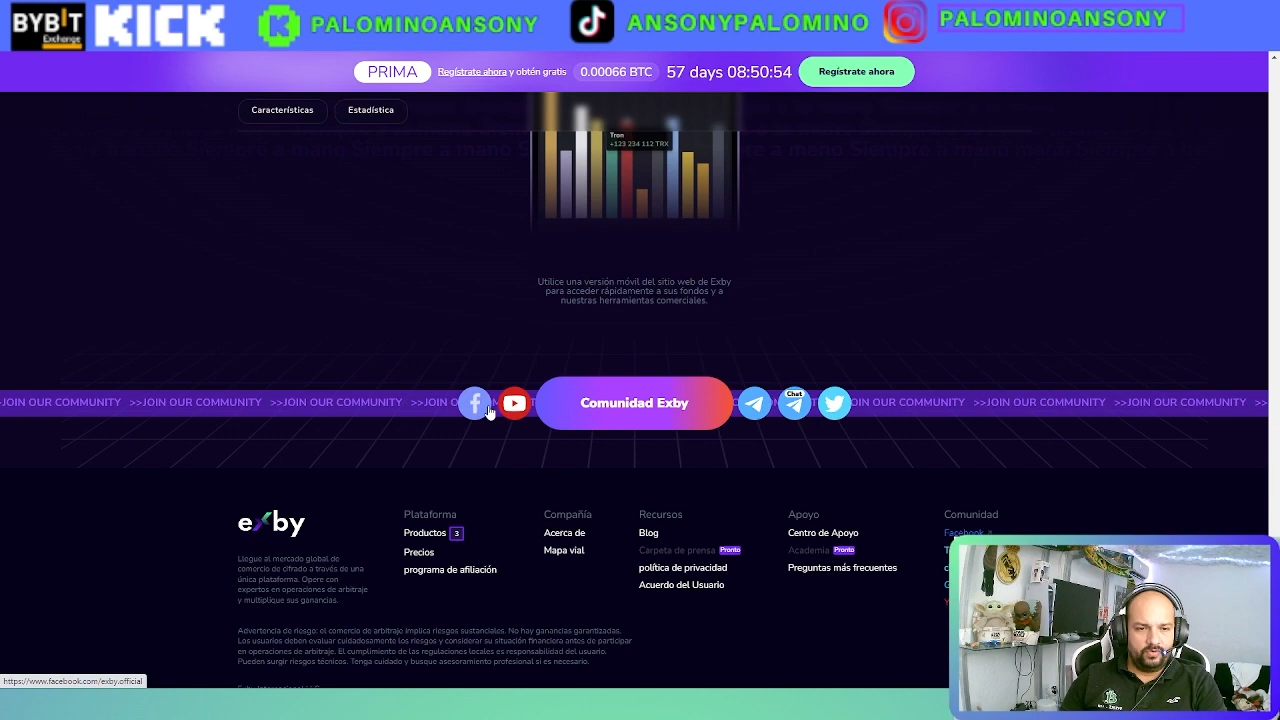 BYBIT
Exchange
KICK
PALOMINOANSONY
ANSONYPALOMINO
PALOMINOANSONY
PRIMA
Regístrate ahora y obtén gratis
0.00066 BTC
57 days 08:50:54
Regístrate ahora
Características
Estadística
Tron
+123 234 112 TRX
Utilice una versión móvil del sitio web de Exby
para acceder rápidamente a sus fondos y a
nuestras herramientas comerciales.
JOIN OUR COMMUNITY >>JOIN OUR COMMUNITY >>JOIN OUR COMMUNITY >>JOIN
Comunidad Exby
Chat
JOIN OUR COMMUNITY >>JOIN OUR COMMUNITY >>JOIN OUR COMMUNITY >>
exby
Llegue al mercado global de
comercio de cifrado a través de una
única plataforma. Opere con
expertos en operaciones de arbitraje
y multiplique sus ganancias.
Plataforma
Productos 3
Precios
programa de afiliación
Compañía
Acerca de
Mapa vial
Recursos
Blog
Carpeta de prensa Pronto
política de privacidad
Acuerdo del Usuario
Apoyo
Centro de Apoyo
Academia Pronto
Preguntas más frecuentes
Comunidad
Facebook
Advertencia de riesgo: el comercio de arbitraje implica riesgos sustanciales. No hay ganancias garantizadas.
Los usuarios deben evaluar cuidadosamente los riesgos y considerar su situación financiera antes de participar
en operaciones de arbitraje. El cumplimiento de las regulaciones locales es responsabilidad del usuario.
Pueden surgir riesgos técnicos. Tenga cuidado y busque asesoramiento profesional si es necesario.
https://www.facebook.com/exby.official